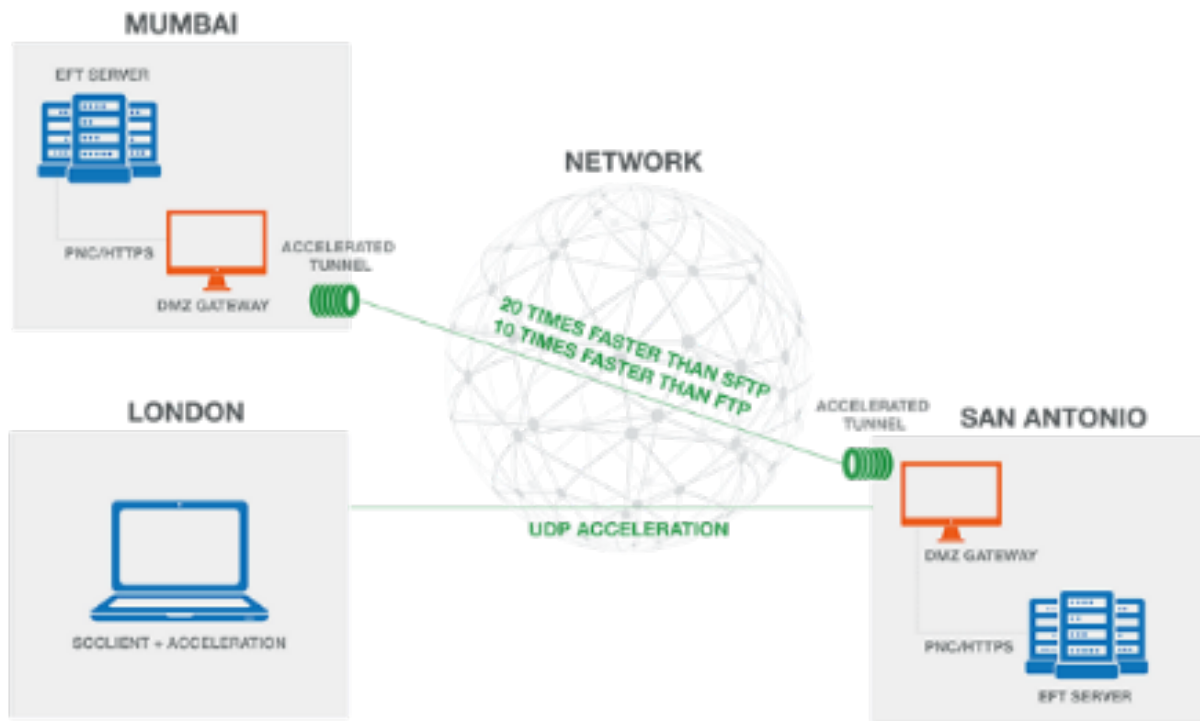 MUMBAI
EFT SERVER
PNC/HTTPS
DMZ GATEWAY
ACCELERATED
TUNNEL
NETWORK
20 TIMES FASTER THAN SFTP
10 TIMES FASTER THAN FTP
LONDON
SCCLIENT + ACCELERATION
UDP ACCELERATION
ACCELERATED
TUNNEL
SAN ANTONIO
DMZ GATEWAY
PNC/HTTPS
EFT SERVER